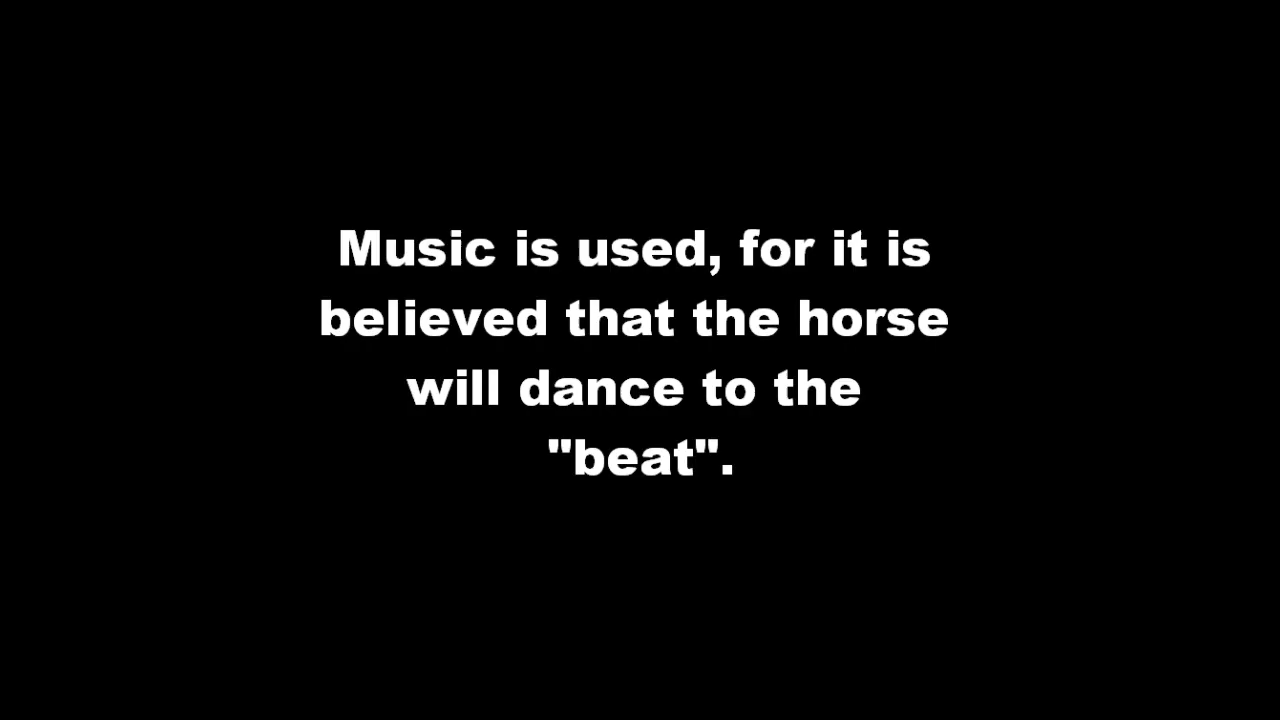 Music is used, for it is
believed that the horse
will dance to the
"beat".